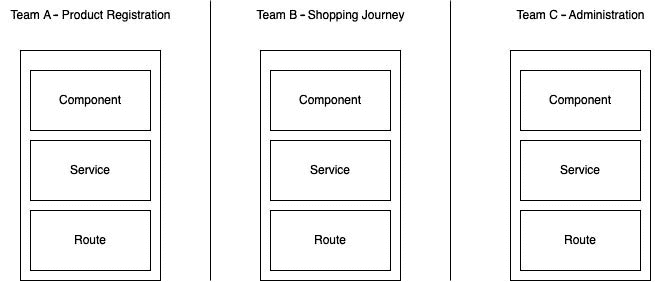 Team A - Product Registration
Team B - Shopping Journey
Team C - Administration
Component
Component
Component
Service
Service
Service
Route
Route
Route